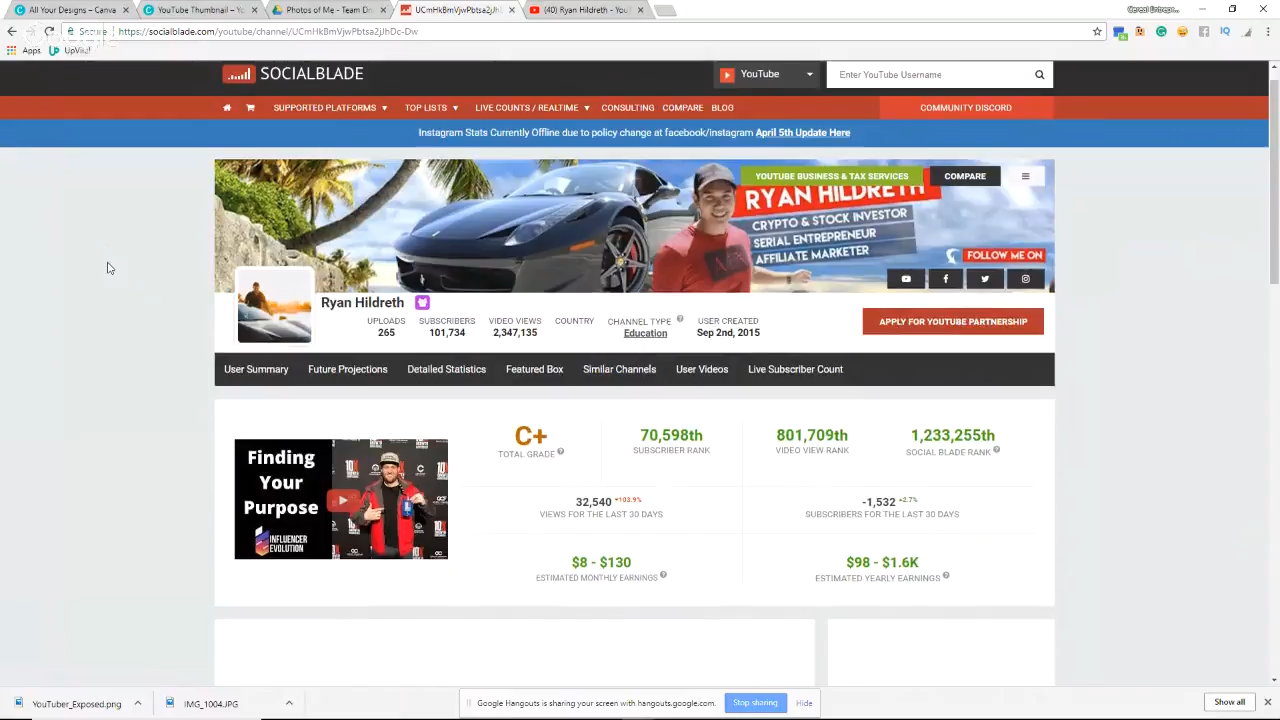 All Your Designs – Canva
YouTube Thumbnail – Yo
Photos of Me - Team Dr
UCmHkBmVjwPbtsa2jJhD
(40) Ryan Hildreth - You
Cereal Entrepr...
Secure
https://socialblade.com/youtube/channel/UCmHkBmVjwPbtsa2jJhDc-Dw
Apps
UpViral
SOCIALBLADE
YouTube
Enter YouTube Username
SUPPORTED PLATFORMS
TOP LISTS
LIVE COUNTS / REALTIME
CONSULTING
COMPARE
BLOG
COMMUNITY DISCORD
Instagram Stats Currently Offline due to policy change at facebook/instagram April 5th Update Here
YOUTUBE BUSINESS & TAX SERVICES
COMPARE
RYAN HILDRETH
CRYPTO & STOCK INVESTOR
SERIAL ENTREPRENEUR
AFFILIATE MARKETER
FOLLOW ME ON
Ryan Hildreth
UPLOADS
265
SUBSCRIBERS
101,734
VIDEO VIEWS
2,347,135
COUNTRY
CHANNEL TYPE
Education
USER CREATED
Sep 2nd, 2015
APPLY FOR YOUTUBE PARTNERSHIP
User Summary
Future Projections
Detailed Statistics
Featured Box
Similar Channels
User Videos
Live Subscriber Count
Finding
Your
Purpose
INFLUENCER
EVOLUTION
C+
TOTAL GRADE
70,598th
SUBSCRIBER RANK
801,709th
VIDEO VIEW RANK
1,233,255th
SOCIAL BLADE RANK
32,540 +103.9%
VIEWS FOR THE LAST 30 DAYS
-1,532 +2.7%
SUBSCRIBERS FOR THE LAST 30 DAYS
$8 - $130
ESTIMATED MONTHLY EARNINGS
$98 - $1.6K
ESTIMATED YEARLY EARNINGS
IMG_1004.JPG
Google Hangouts is sharing your screen with hangouts.google.com.
Stop sharing
Hide
Show all